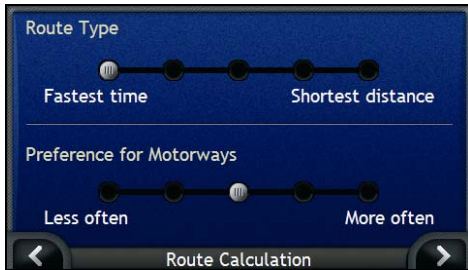 Route Type
Fastest time Shortest distance
Preference for Motorways
Less often More often
Route Calculation